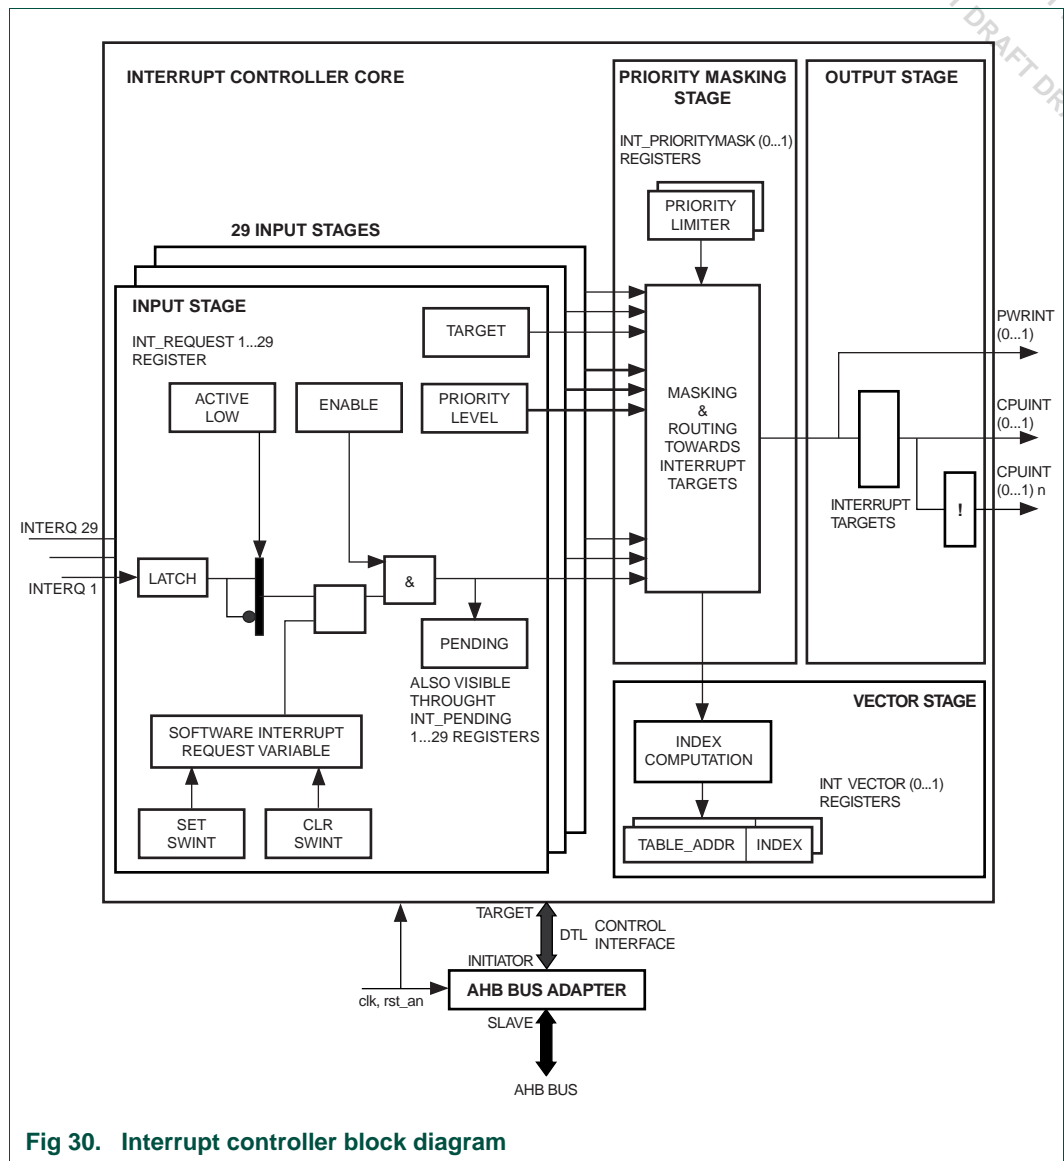 DRAFT DRA
INTERRUPT CONTROLLER CORE
PRIORITY MASKING
STAGE
OUTPUT STAGE
INT_PRIORITYMASK (0...1)
REGISTERS
PRIORITY
LIMITER
29 INPUT STAGES
INPUT STAGE
INT_REQUEST 1...29
REGISTER
TARGET
ACTIVE
LOW
ENABLE
PRIORITY
LEVEL
MASKING
&
ROUTING
TOWARDS
INTERRUPT
TARGETS
PWRINT
(0...1)
CPUINT
(0...1)
CPUINT
(0...1) n
INTERRUPT
TARGETS
!
INTERQ 29
INTERQ 1
LATCH
&
PENDING
ALSO VISIBLE
THROUGHT
INT_PENDING
1...29 REGISTERS
SOFTWARE INTERRUPT
REQUEST VARIABLE
SET
SWINT
CLR
SWINT
VECTOR STAGE
INDEX
COMPUTATION
INT VECTOR (0...1)
REGISTERS
TABLE_ADDR
INDEX
TARGET
DTL
CONTROL
INTERFACE
INITIATOR
clk, rst_an
AHB BUS ADAPTER
SLAVE
AHB BUS
Fig 30. Interrupt controller block diagram